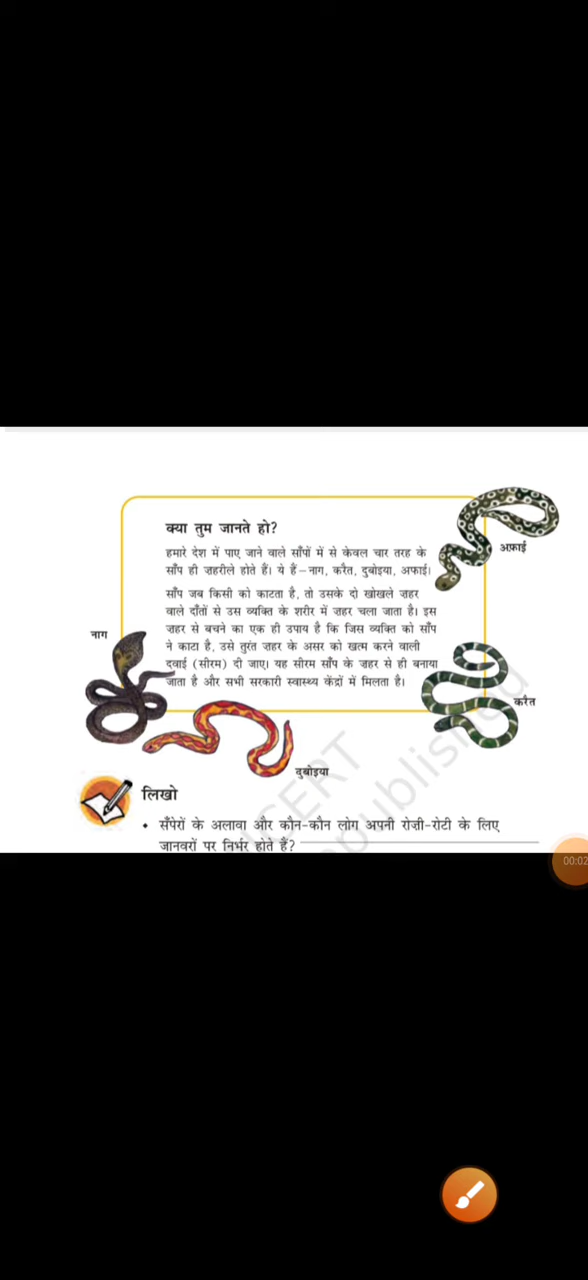 क्या तुम जानते हो?
हमारे देश में पाए जाने वाले साँपों में से केवल चार तरह के
साँप ही ज़हरीले होते हैं। ये हैं – नाग, करैत, दुबोइया, अफाई।
अफ़ाई
साँप जब किसी को काटता है, तो उसके दो खोखले ज़हर
वाले दाँतों से उस व्यक्ति के शरीर में ज़हर चला जाता है। इस
ज़हर से बचने का एक ही उपाय है कि जिस व्यक्ति को साँप
ने काटा है, उसे तुरंत ज़हर के असर को खत्म करने वाली
दवाई (सीरम) दी जाए। यह सीरम साँप के ज़हर से ही बनाया
जाता है और सभी सरकारी स्वास्थ्य केंद्रों में मिलता है।
नाग
करैत
दुबोइया
लिखो
• सँपेरों के अलावा और कौन-कौन लोग अपनी रोज़ी-रोटी के लिए
जानवरों पर निर्भर होते हैं?
NCERT
republished
00:02